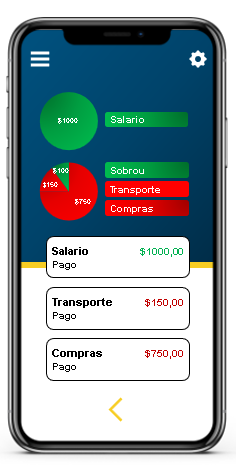 $1000
Salario
$100
$150
$750
Sobrou
Transporte
Compras
Salario $1000,00
Pago
Transporte $150,00
Pago
Compras $750,00
Pago